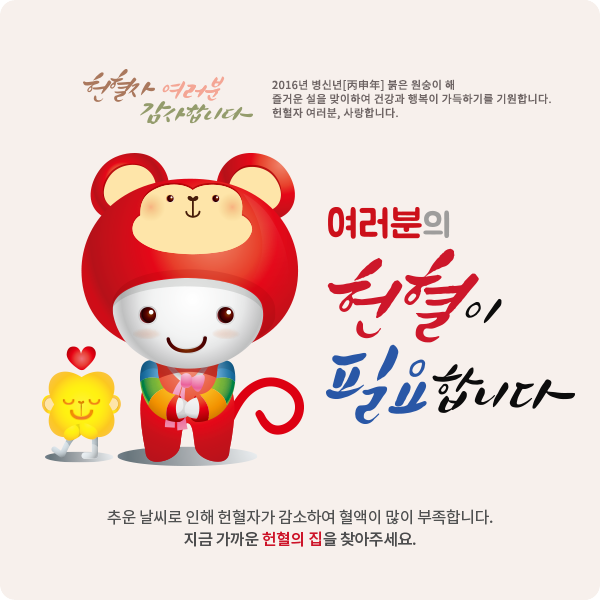 헌혈자 여러분
감사합니다
2016년 병신년[丙申年] 붉은 원숭이 해
즐거운 설을 맞이하여 건강과 행복이 가득하기를 기원합니다.
헌혈자 여러분, 사랑합니다.
여러분의
헌혈이
필요합니다
추운 날씨로 인해 헌혈자가 감소하여 혈액이 많이 부족합니다.
지금 가까운 헌혈의 집을 찾아주세요.